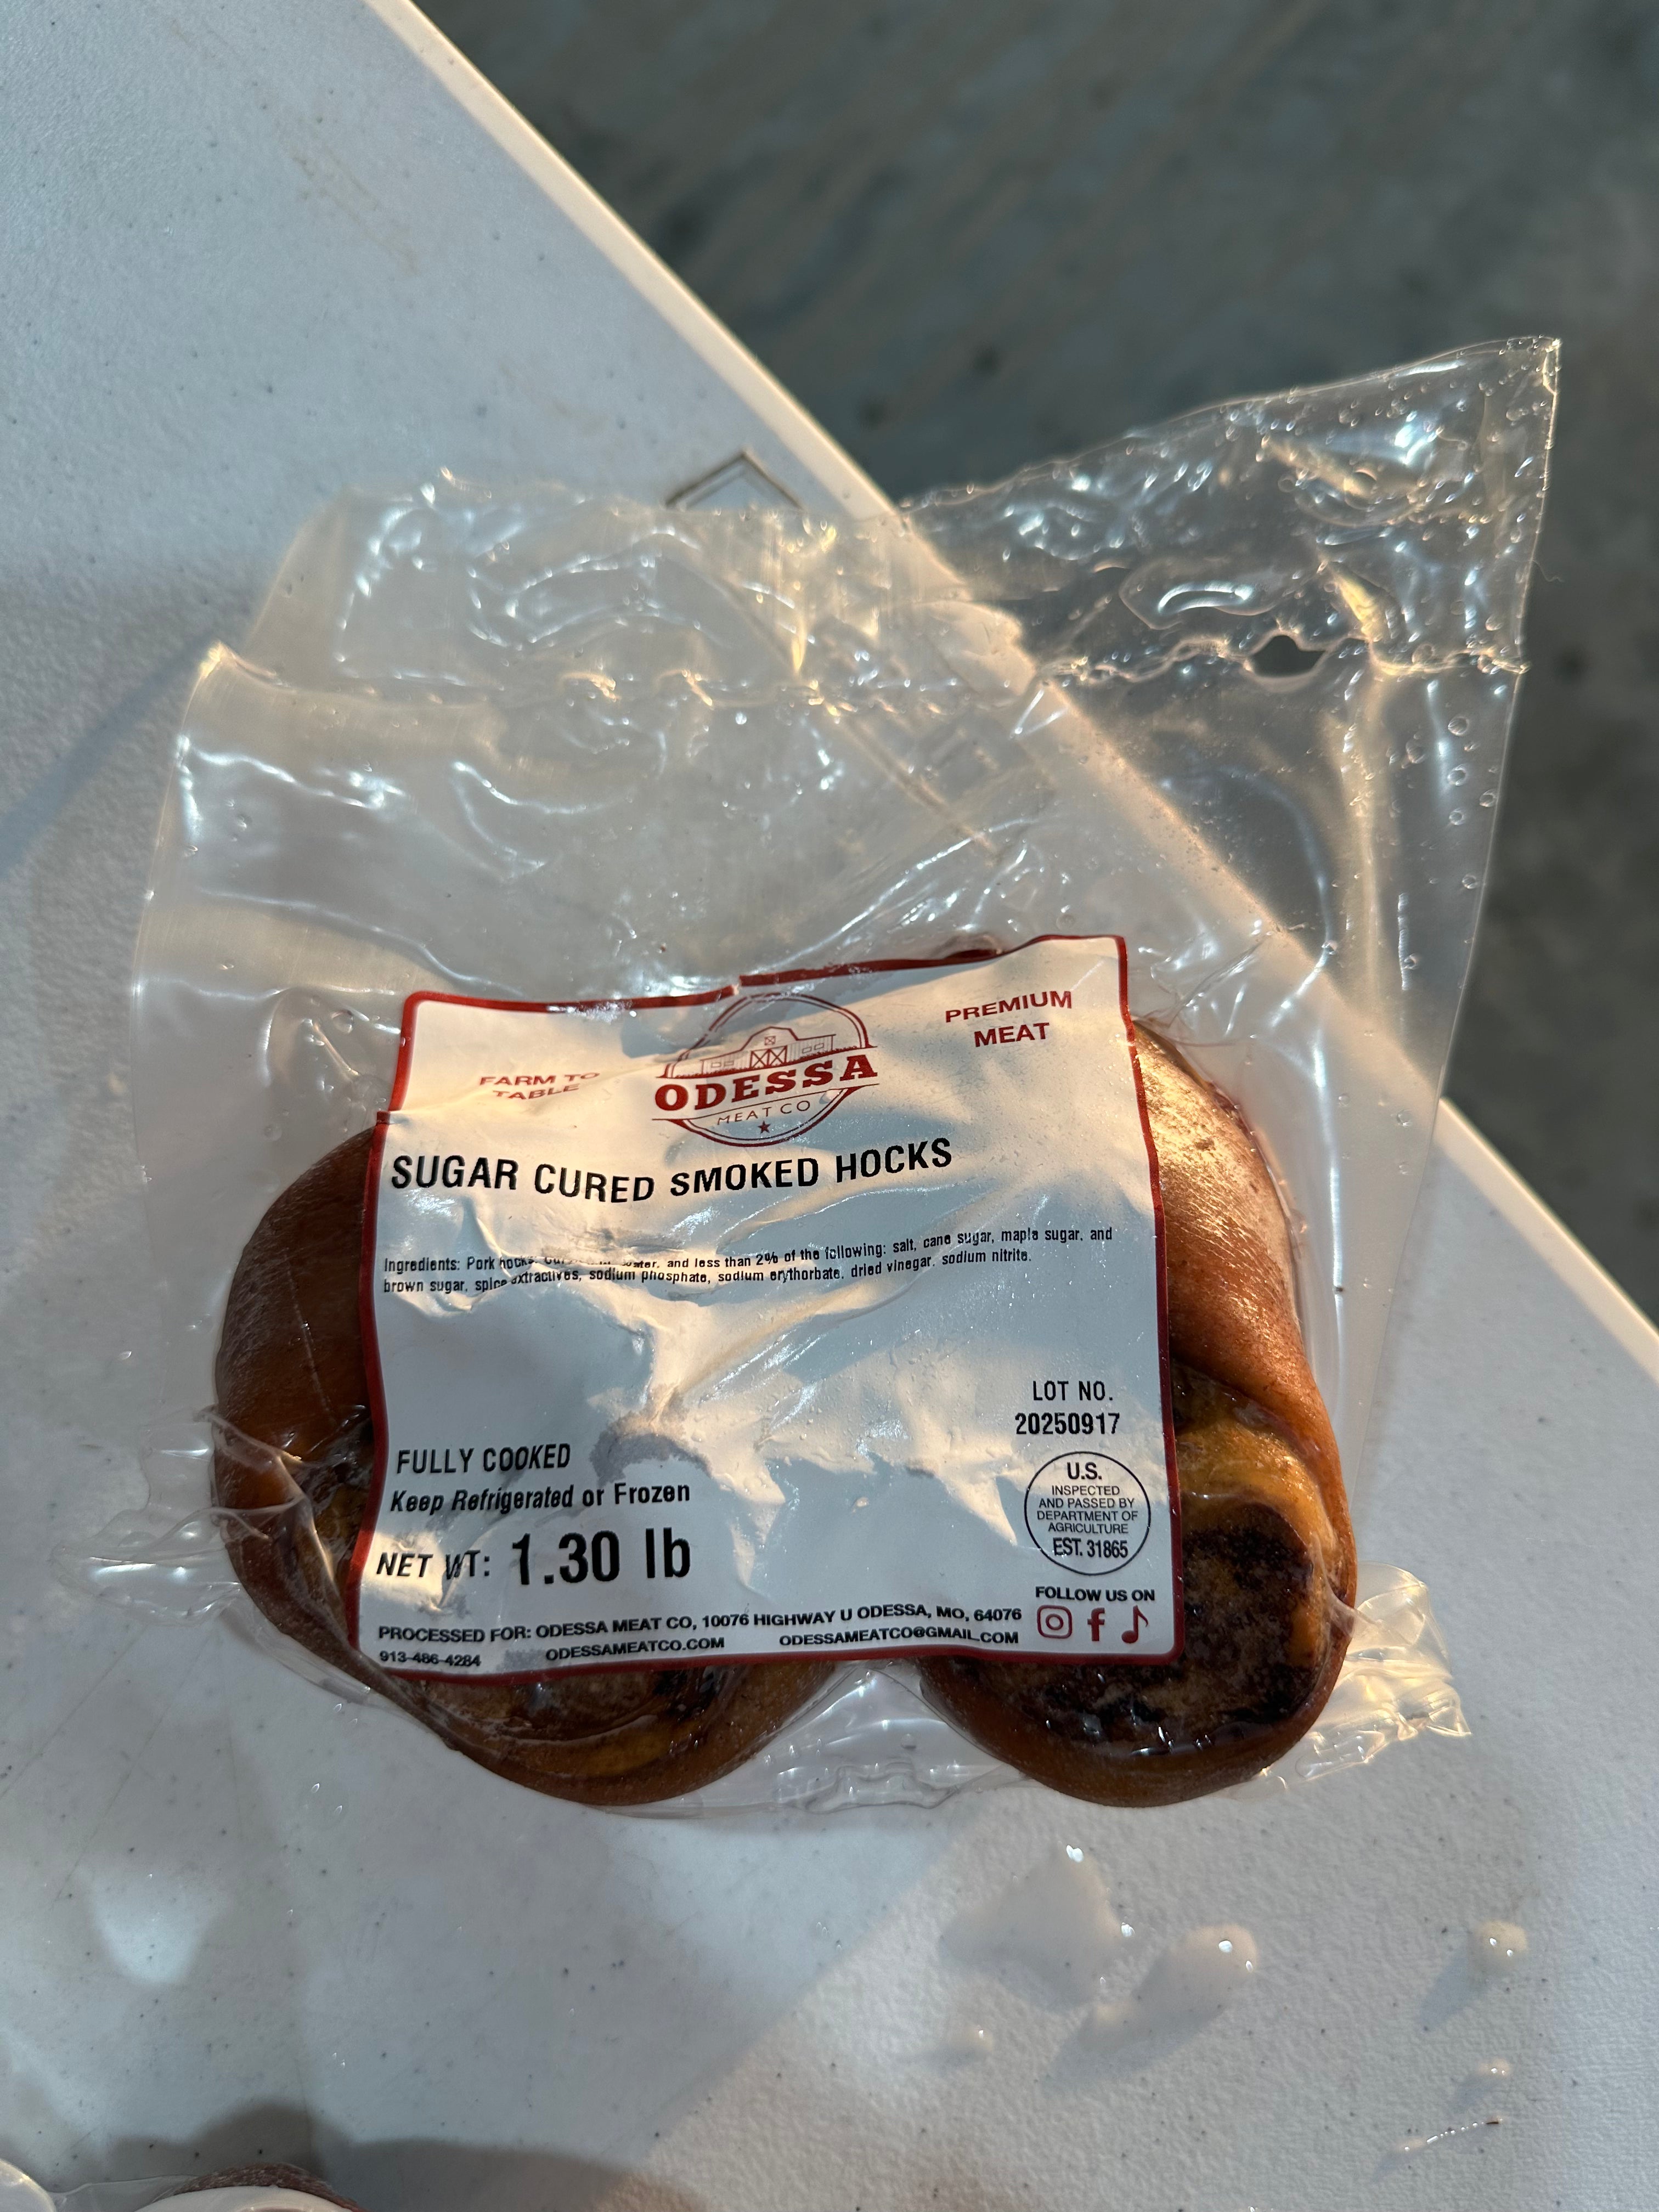 FARM TO
TABLE
ODESSA
MEAT CO
PREMIUM
MEAT
SUGAR CURED SMOKED HOCKS
Ingredients: Pork hocks. water, and less than 2% of the following: salt, cane sugar, maple sugar, and
brown sugar, spice extractives, sodium phosphate, sodium erythorbate, dried vinegar, sodium nitrite.
LOT NO.
20250917
FULLY COOKED
Keep Refrigerated or Frozen
NET WT: 1.30 lb
U.S.
INSPECTED
AND PASSED BY
DEPARTMENT OF
AGRICULTURE
EST. 31865
FOLLOW US ON
PROCESSED FOR: ODESSA MEAT CO, 10076 HIGHWAY U ODESSA, MO, 64076
913-486-4284 ODESSAMEATCO.COM ODESSAMEATCO@GMAIL.COM